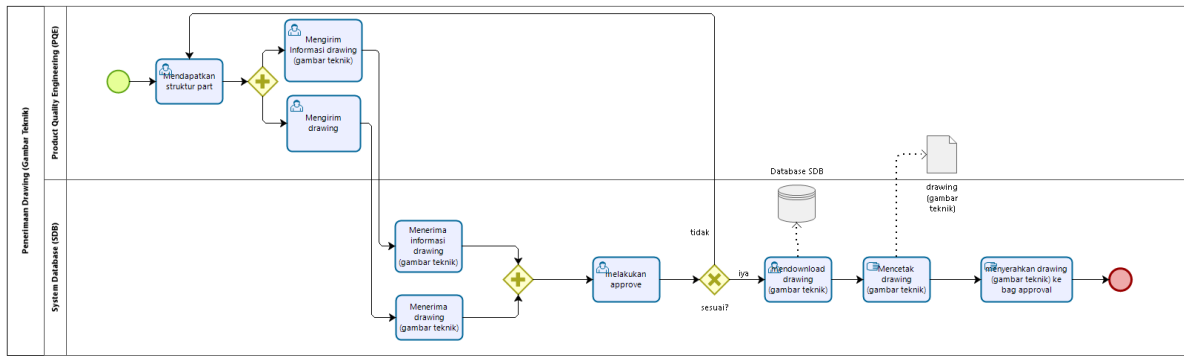 Penerimaan Drawing (Gambar Teknik)
Product Quality Engineering (PQE)
Mendapatkan
struktur part
Mengirim
Informasi drawing
(gambar teknik)
Mengirim
drawing
drawing
(gambar
teknik)
System Database (SDB)
Database SDB
Menerima
informasi
drawing
(gambar teknik)
Menerima
drawing
(gambar teknik)
melakukan
approve
tidak
iya
sesuai?
mendownload
drawing
(gambar teknik)
Mencetak
drawing
(gambar teknik)
menyerahkan drawing
(gambar teknik) ke
bag approval